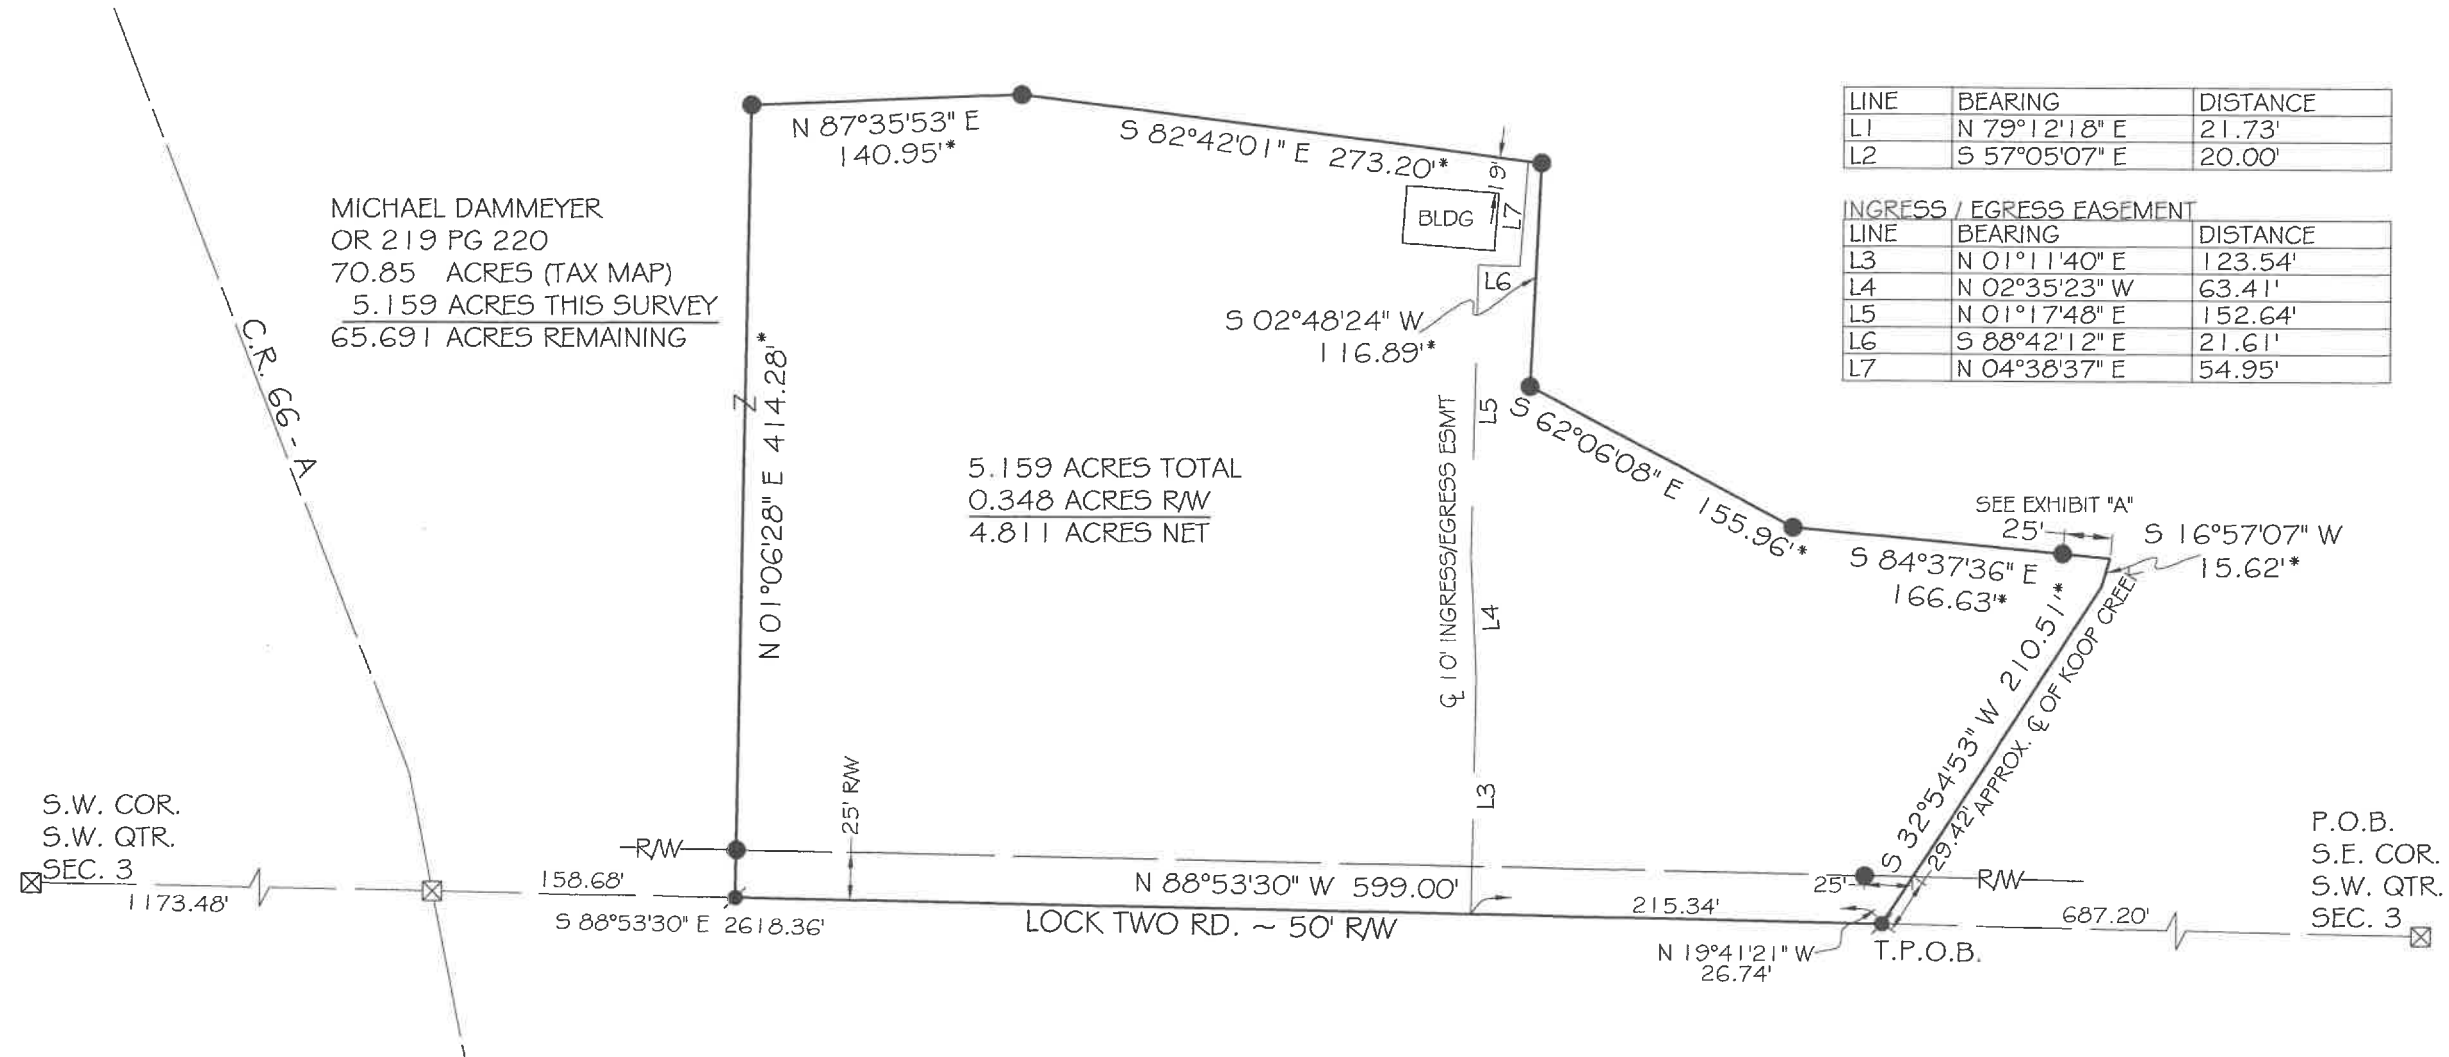 LINE BEARING DISTANCE
L1 N 79°12'18" E 21.73'
L2 S 57°05'07" E 20.00'
INGRESS / EGRESS EASEMENT
LINE BEARING DISTANCE
L3 N 01°11'40" E 123.54'
L4 N 02°35'23" W 63.41'
L5 N 01°17'48" E 152.64'
L6 S 88°42'12" E 21.61'
L7 N 04°38'37" E 54.95'
N 87°35'53" E
140.95'*
S 82°42'01" E 273.20'*
19'
BLDG
L7
L6
MICHAEL DAMMEYER
OR 219 PG 220
70.85 ACRES (TAX MAP)
5.159 ACRES THIS SURVEY
65.691 ACRES REMAINING
C.R. 66 - A
S 02°48'24" W
116.89'*
N 01°06'28" E 414.28'*
Z
5.159 ACRES TOTAL
0.348 ACRES R/W
4.811 ACRES NET
℄ 10' INGRESS/EGRESS ESM'T
L5
L4
L3
S 62°06'08" E 155.96'*
SEE EXHIBIT "A"
25'
S 16°57'07" W
15.62'*
S 84°37'36" E
166.63'*
S 32°54'53" W 210.51'*
29.42'
APPROX. ℄ OF KOOP CREEK
S.W. COR.
S.W. QTR.
SEC. 3
1173.48'
158.68'
R/W
25' R/W
S 88°53'30" E 2618.36'
N 88°53'30" W 599.00'
LOCK TWO RD. ~ 50' R/W
215.34'
25'
R/W
N 19°41'21" W
26.74'
T.P.O.B.
687.20'
P.O.B.
S.E. COR.
S.W. QTR.
SEC. 3